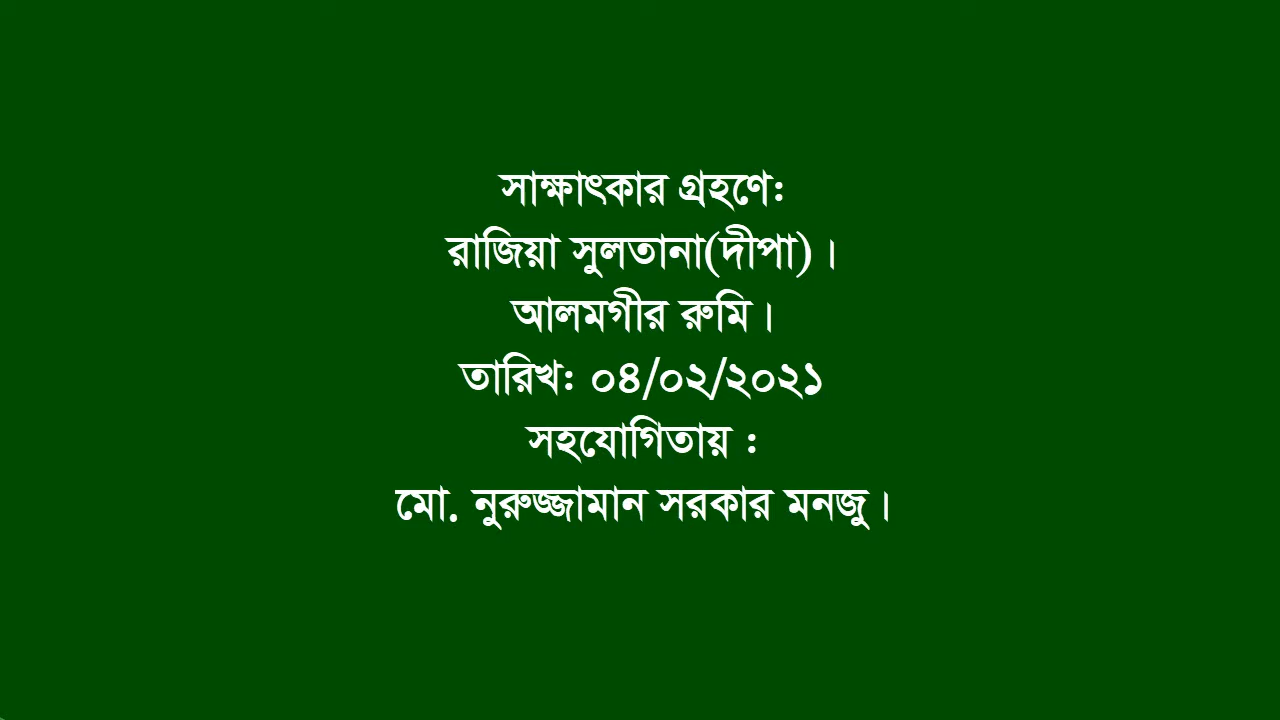 সাক্ষাৎকার গ্রহণে:
রাজিয়া সুলতানা(দীপা)।
আলমগীর রুমি।
তারিখ: ০৪/০২/২০২১
সহযোগিতায় :
মো. নুরুজ্জামান সরকার মনজু।